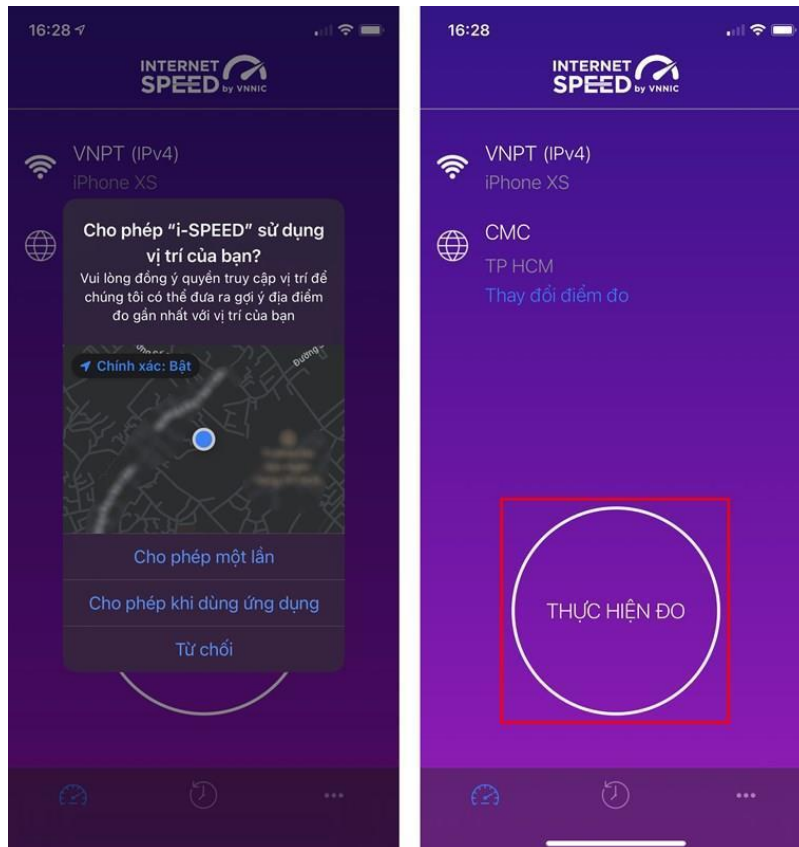 16:28
INTERNET
SPEED by VNNIC
VNPT (IPv4)
iPhone XS
Cho phép “i-SPEED” sử dụng
vị trí của bạn?
Vui lòng đồng ý quyền truy cập vị trí để
chúng tôi có thể đưa ra gợi ý địa điểm
đo gần nhất với vị trí của bạn
Chính xác: Bật
Đường
Cho phép một lần
Cho phép khi dùng ứng dụng
Từ chối
16:28
INTERNET
SPEED by VNNIC
VNPT (IPv4)
iPhone XS
CMC
TP HCM
Thay đổi điểm đo
THỰC HIỆN ĐO